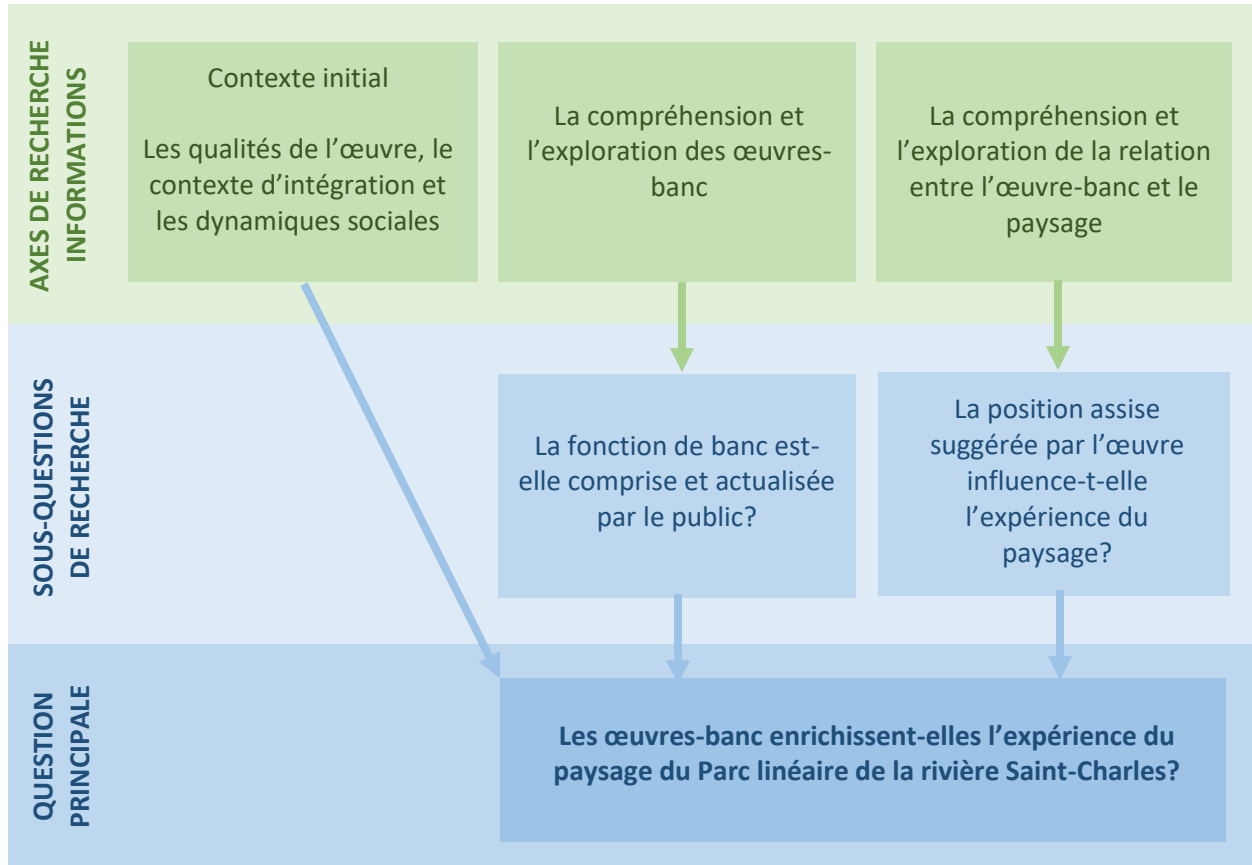 AXES DE RECHERCHE
INFORMATIONS
Contexte initial
Les qualités de l’œuvre, le
contexte d’intégration et
les dynamiques sociales
La compréhension et
l’exploration des œuvres-
banc
La compréhension et
l’exploration de la relation
entre l’œuvre-banc et le
paysage
SOUS-QUESTIONS
DE RECHERCHE
La fonction de banc est-
elle comprise et actualisée
par le public?
La position assise
suggérée par l’œuvre
influence-t-elle
l’expérience du
paysage?
QUESTION
PRINCIPALE
Les œuvres-banc enrichissent-elles l’expérience du
paysage du Parc linéaire de la rivière Saint-Charles?